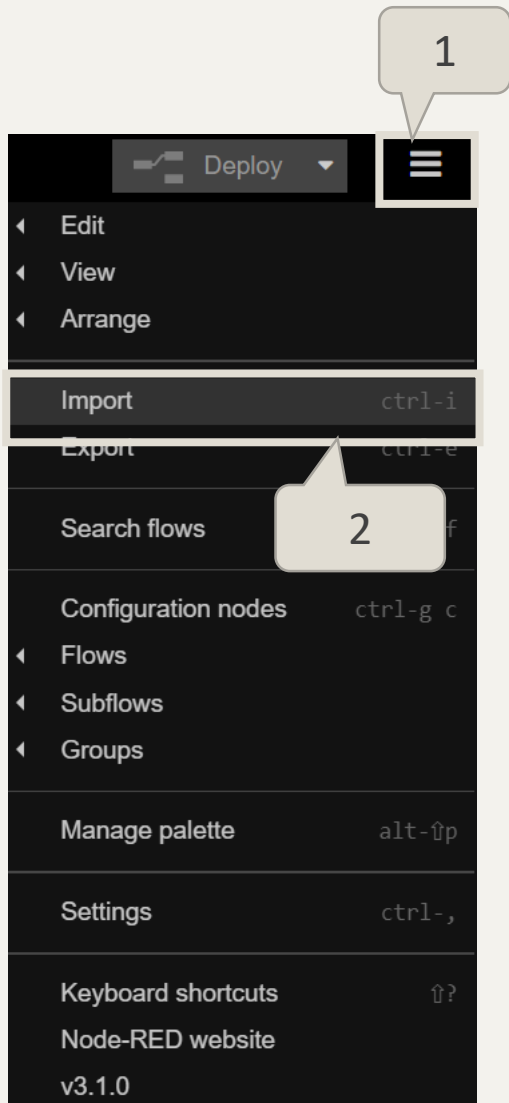 1
Deploy
Edit
View
Arrange
Import ctrl-i
Export ctrl-e
Search flows f
2
Configuration nodes ctrl-g c
Flows
Subflows
Groups
Manage palette alt-⇧p
Settings ctrl-,
Keyboard shortcuts ⇧?
Node-RED website
v3.1.0